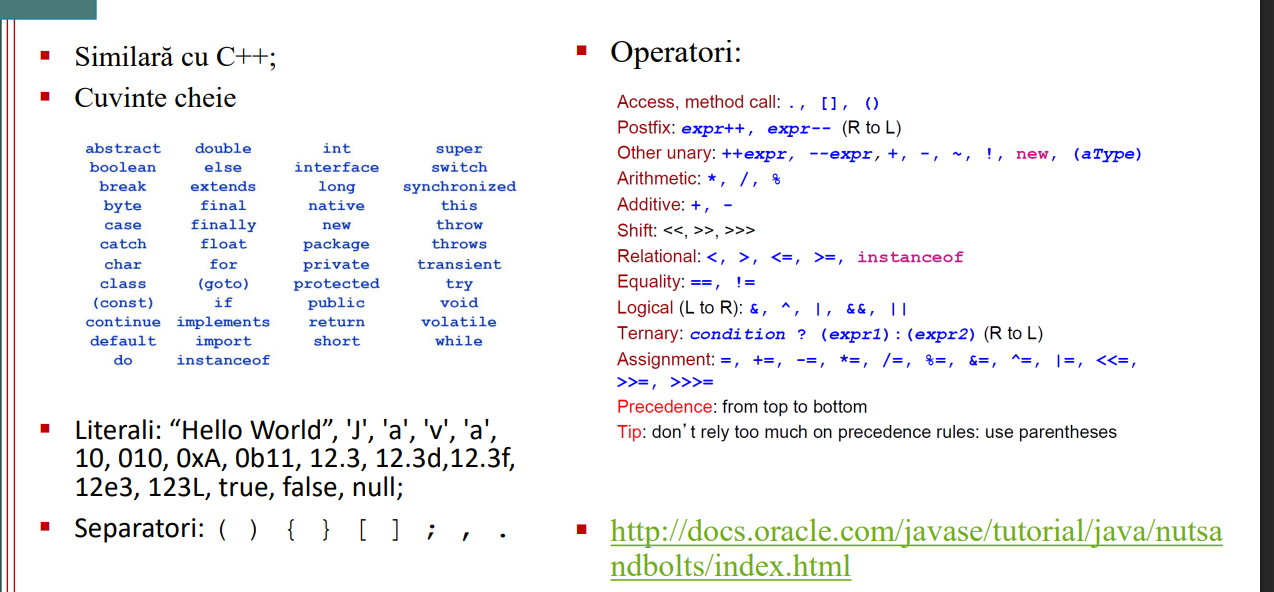 Similară cu C++;
Cuvinte cheie
abstract double int super
boolean else interface switch
break extends long synchronized
byte final native this
case finally new throw
catch float package throws
char for private transient
class (goto) protected try
(const) if public void
continue implements return volatile
default import short while
do instanceof
Literali: “Hello World”, 'J', 'a', 'v', 'a',
10, 010, 0xA, 0b11, 12.3, 12.3d,12.3f,
12e3, 123L, true, false, null;
Separatori: ( ) { } [ ] ; , .
Operatori:
Access, method call: ., [], ()
Postfix: expr++, expr-- (R to L)
Other unary: ++expr, --expr, +, -, ~, !, new, (aType)
Arithmetic: *, /, %
Additive: +, -
Shift: <<, >>, >>>
Relational: <, >, <=, >=, instanceof
Equality: ==, !=
Logical (L to R): &, ^, |, &&, ||
Ternary: condition ? (expr1):(expr2) (R to L)
Assignment: =, +=, -=, *=, /=, %=, &=, ^=, |=, <<=,
>>=, >>>=
Precedence: from top to bottom
Tip: don’t rely too much on precedence rules: use parentheses
http://docs.oracle.com/javase/tutorial/java/nutsa
ndbolts/index.html